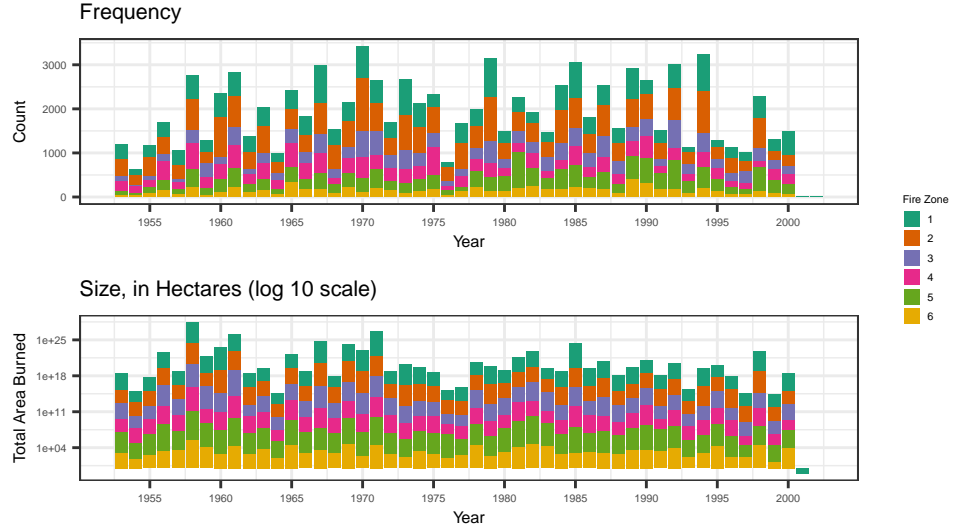 Frequency
3000
2000
1000
0
Count
1955 1960 1965 1970 1975 1980 1985 1990 1995 2000
Year
Fire Zone
1
2
3
4
5
6
Size, in Hectares (log 10 scale)
1e+25
1e+18
1e+11
1e+04
Total Area Burned
1955 1960 1965 1970 1975 1980 1985 1990 1995 2000
Year